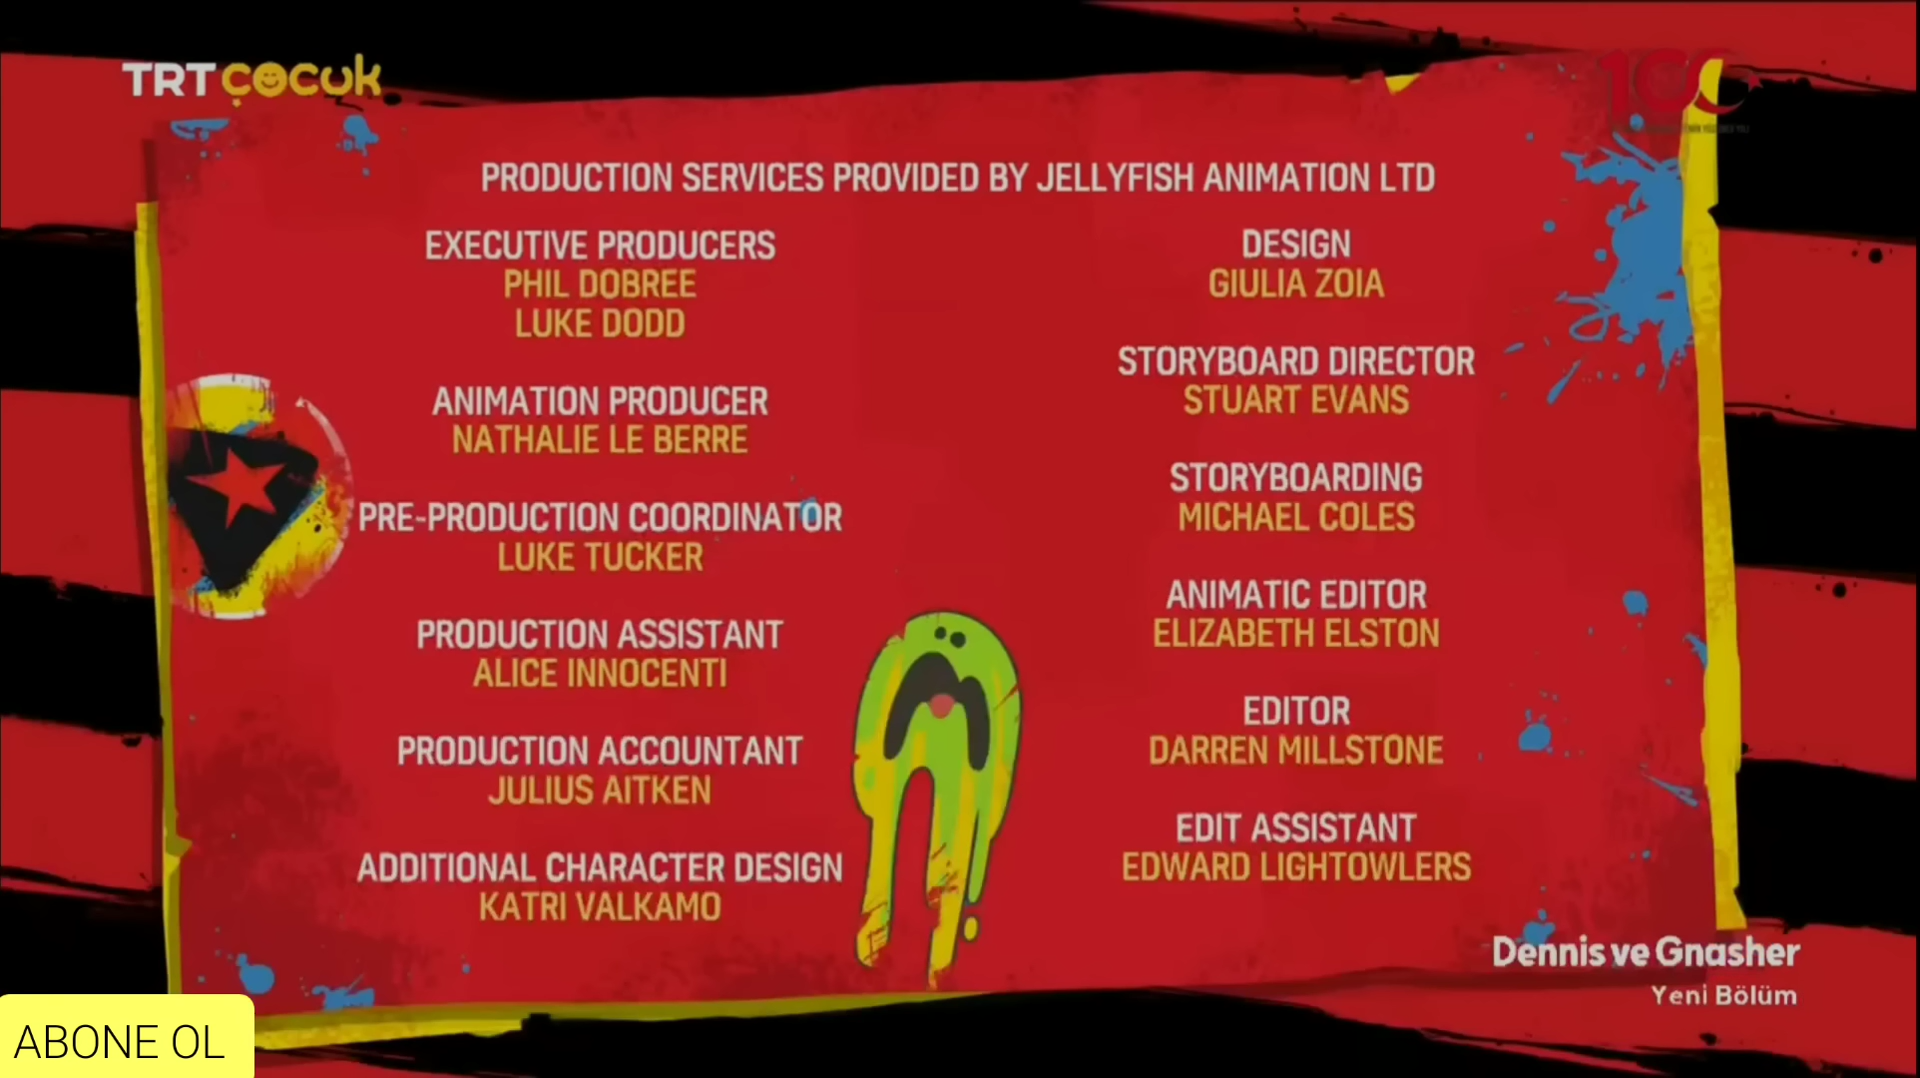 TRT çocuk
100
PRODUCTION SERVICES PROVIDED BY JELLYFISH ANIMATION LTD
EXECUTIVE PRODUCERS
PHIL DOBREE
LUKE DODD
ANIMATION PRODUCER
NATHALIE LE BERRE
PRE-PRODUCTION COORDINATOR
LUKE TUCKER
PRODUCTION ASSISTANT
ALICE INNOCENTI
PRODUCTION ACCOUNTANT
JULIUS AITKEN
ADDITIONAL CHARACTER DESIGN
KATRI VALKAMO
DESIGN
GIULIA ZOIA
STORYBOARD DIRECTOR
STUART EVANS
STORYBOARDING
MICHAEL COLES
ANIMATIC EDITOR
ELIZABETH ELSTON
EDITOR
DARREN MILLSTONE
EDIT ASSISTANT
EDWARD LIGHTOWLERS
Dennis ve Gnasher
Yeni Bölüm
ABONE OL